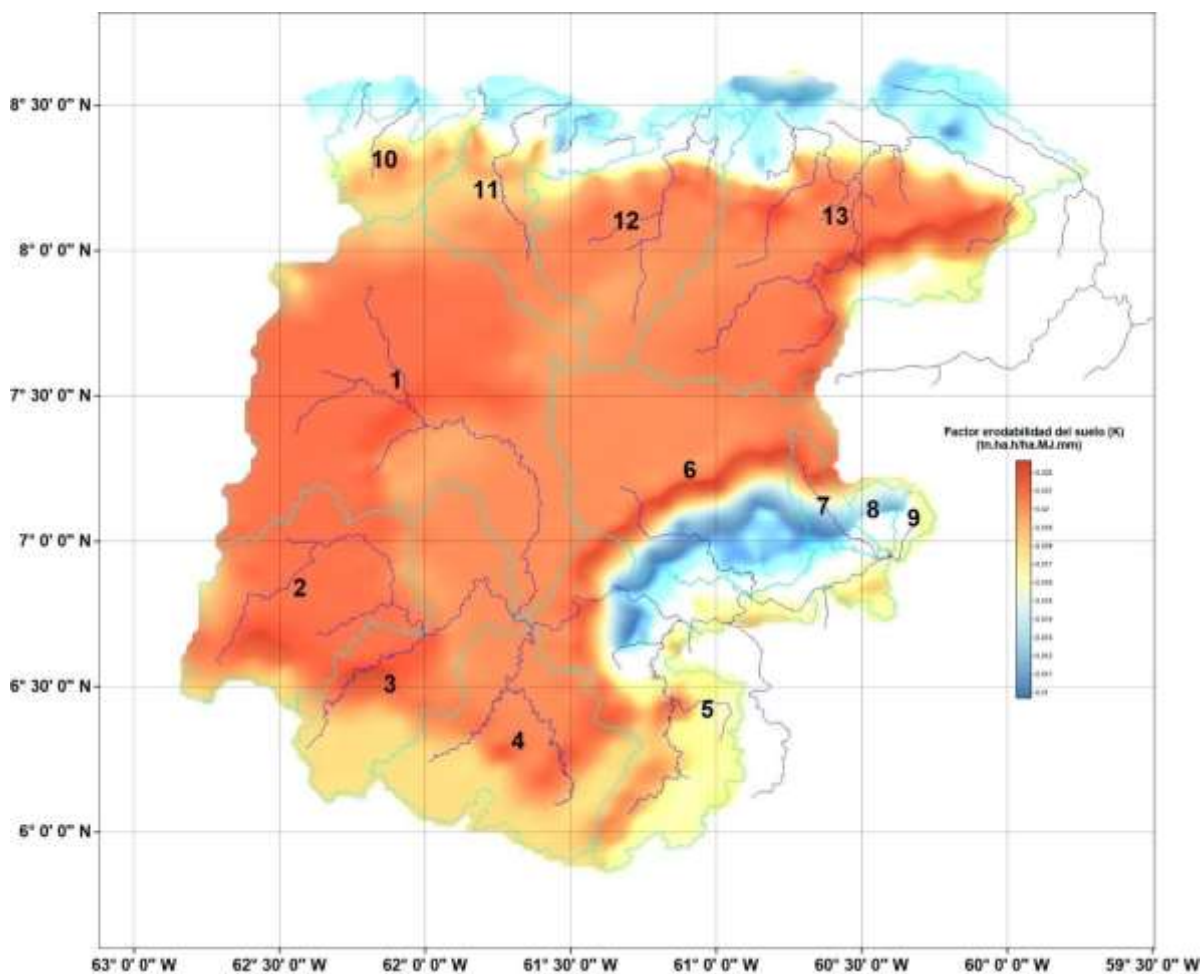 8° 30' 0"' N
8° 0' 0"' N
7° 30' 0"' N
7° 0' 0"' N
6° 30' 0"' N
6° 0' 0"' N
10
11
12
13
1
6
7
8
9
2
3
4
5
Factor erodabilidad del suelo (K)
(tn.ha.h/ha.MJ.mm)
63° 0' 0"' W
62° 30' 0"' W
62° 0' 0"' W
61° 30' 0"' W
61° 0' 0"' W
60° 30' 0"' W
60° 0' 0"' W
59° 30' 0"' W